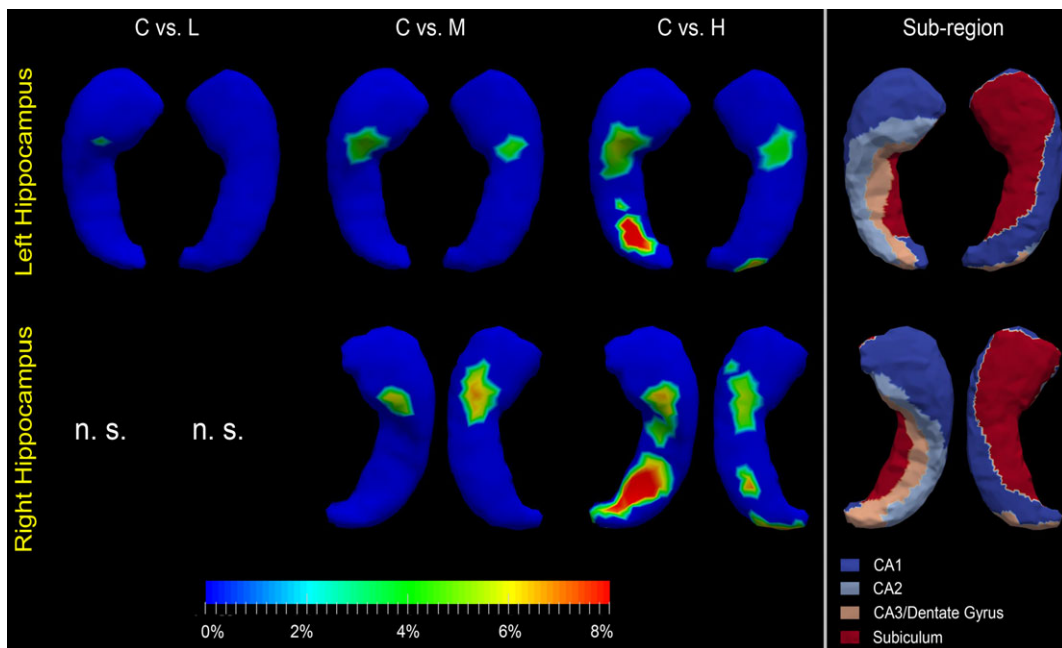 C vs. L
C vs. M
C vs. H
Sub-region
Left Hippocampus
Right Hippocampus
n. s.
n. s.
CA1
CA2
CA3/Dentate Gyrus
Subiculum
0%
2%
4%
6%
8%